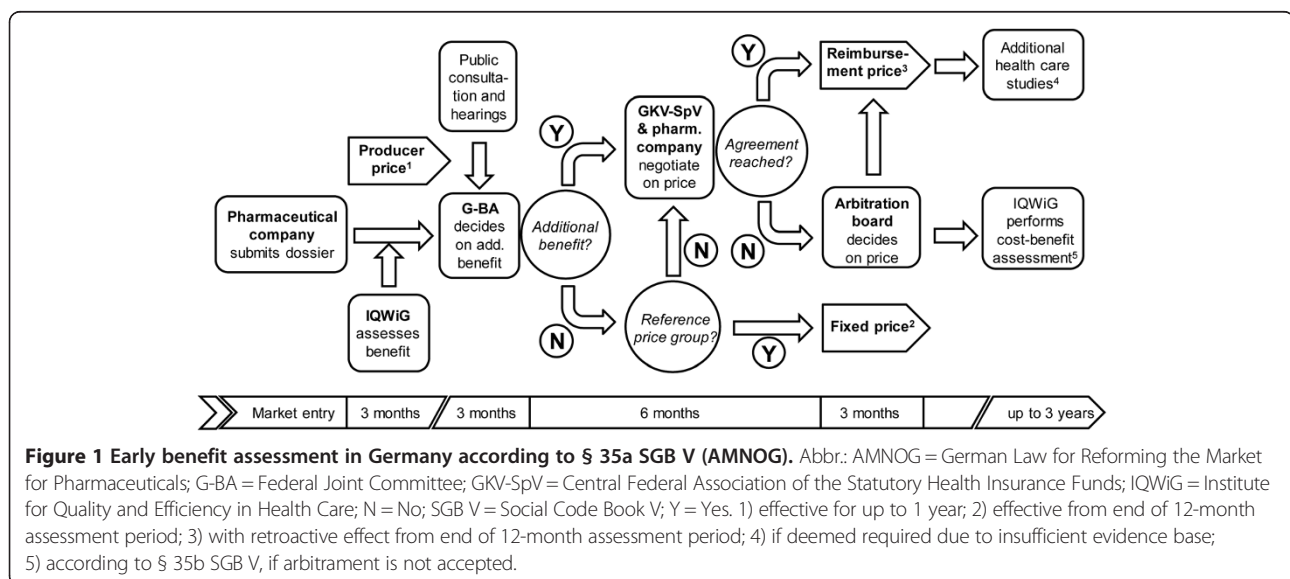 Public
consulta-
tion and
hearings
Producer
price1
Pharmaceutical
company
submits dossier
IQWiG
assesses
benefit
G-BA
decides
on add.
benefit
Additional
benefit?
Y
N
GKV-SpV
& pharm.
company
negotiate
on price
N
Reference
price group?
Y
Fixed price2
Agreement
reached?
Y
N
Reimburse-
ment price3
Arbitration
board
decides
on price
Additional
health care
studies4
IQWiG
performs
cost-benefit
assessment5
Market entry
3 months
3 months
6 months
3 months
up to 3 years
Figure 1 Early benefit assessment in Germany according to § 35a SGB V (AMNOG). Abbr.: AMNOG = German Law for Reforming the Market
for Pharmaceuticals; G-BA = Federal Joint Committee; GKV-SpV = Central Federal Association of the Statutory Health Insurance Funds; IQWiG = Institute
for Quality and Efficiency in Health Care; N = No; SGB V = Social Code Book V; Y = Yes. 1) effective for up to 1 year; 2) effective from end of 12-month
assessment period; 3) with retroactive effect from end of 12-month assessment period; 4) if deemed required due to insufficient evidence base;
5) according to § 35b SGB V, if arbitrament is not accepted.